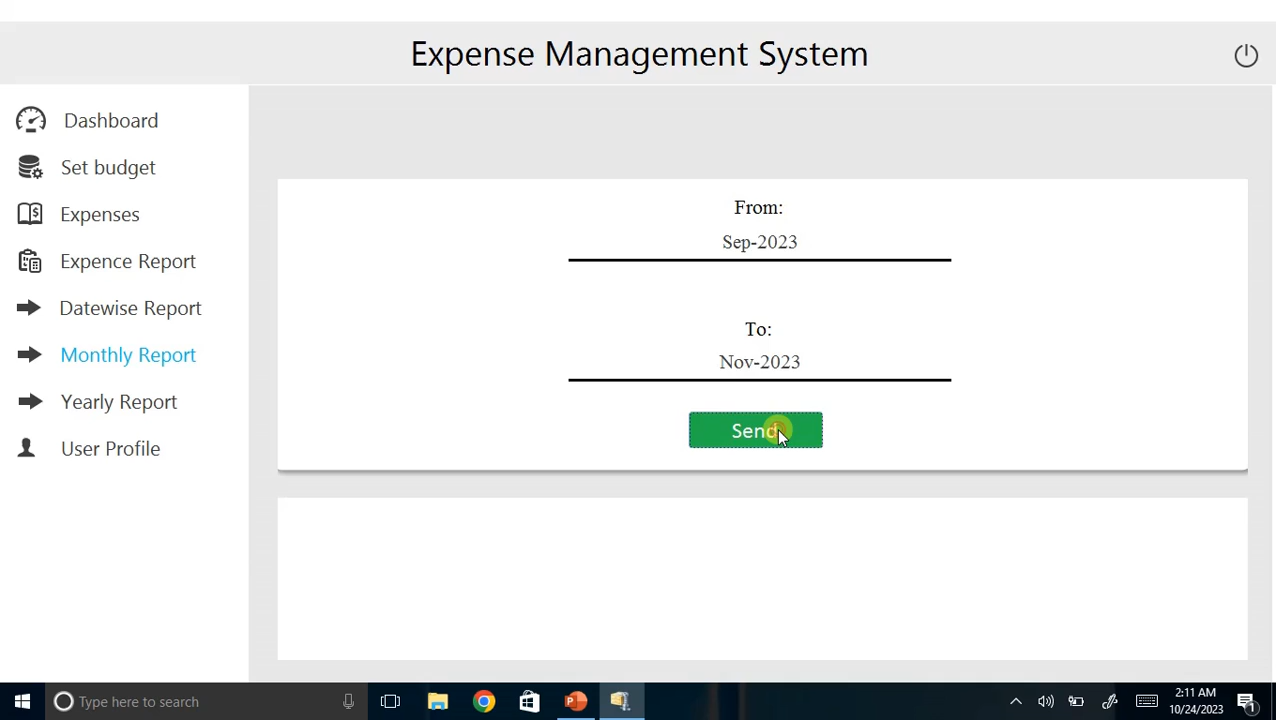 Expense Management System
Dashboard
Set budget
Expenses
Expence Report
Datewise Report
Monthly Report
Yearly Report
User Profile
From:
Sep-2023
To:
Nov-2023
Send
Type here to search
2:11 AM
10/24/2023
1